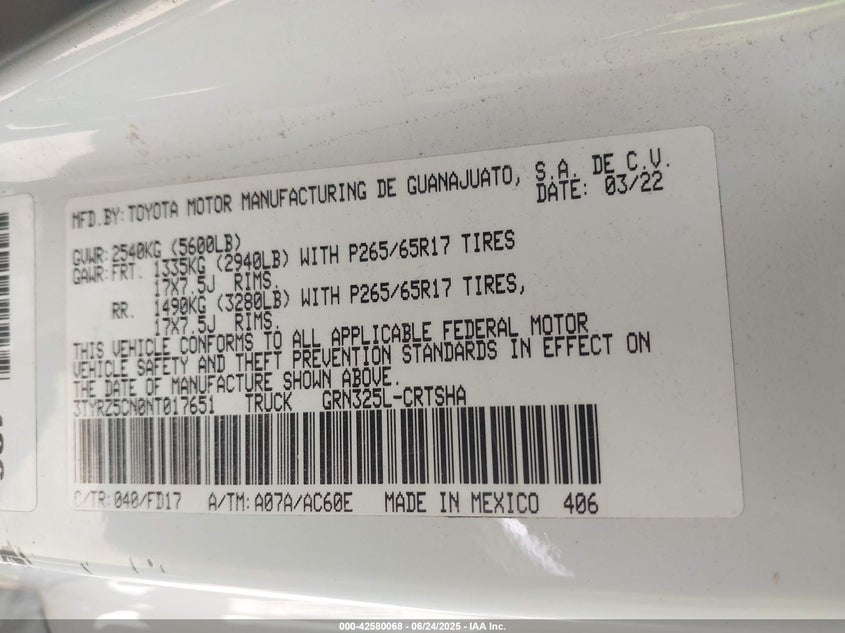 MFD.BY:TOYOTA MOTOR MANUFACTURING DE GUANAJUATO, S.A. DE C.V.
DATE: 03/22
GVWR:2540KG (5600LB)
GAWR:FRT. 1335KG (2940LB) WITH P265/65R17 TIRES
17X7.5J RIMS.
RR. 1490KG (3280LB) WITH P265/65R17 TIRES,
17X7.5J RIMS.
THIS VEHICLE CONFORMS TO ALL APPLICABLE FEDERAL MOTOR
VEHICLE SAFETY AND THEFT PREVENTION STANDARDS IN EFFECT ON
THE DATE OF MANUFACTURE SHOWN ABOVE.
3TYRZ5CN0NT017651 TRUCK GRN325L-CRTSHA
C/TR:040/FD17 A/TM:A07A/AC60E MADE IN MEXICO 406
000-42580068 - 06/24/2025 - IAA Inc.